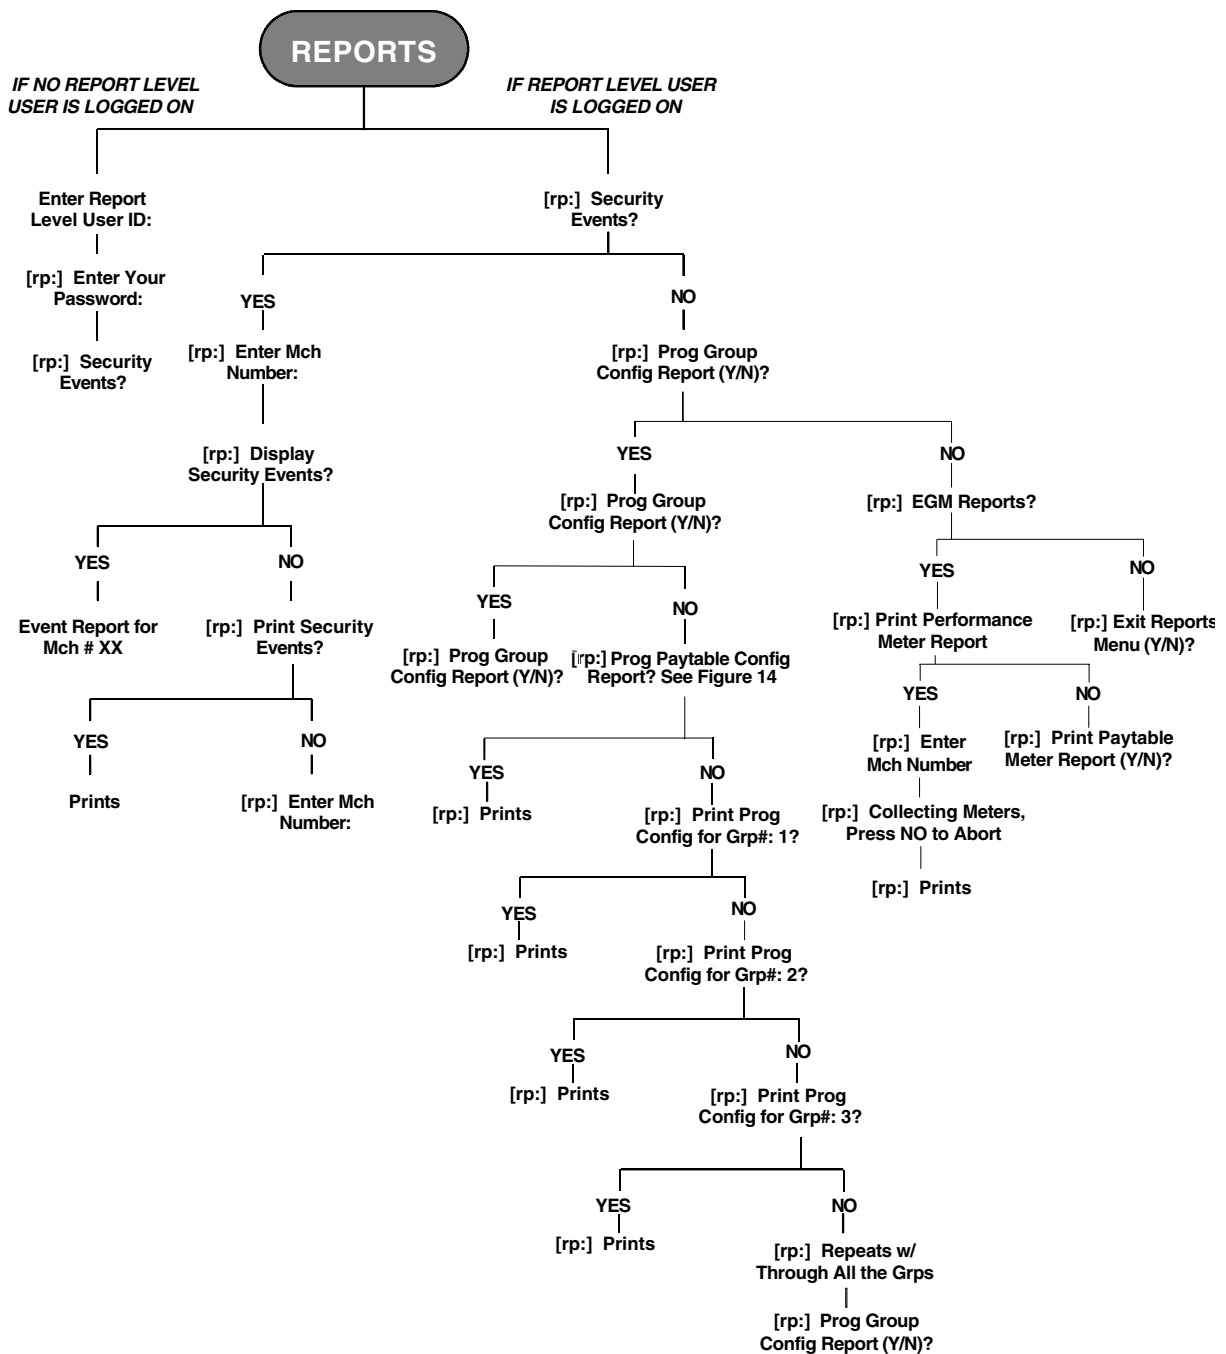 REPORTS
IF NO REPORT LEVEL
USER IS LOGGED ON
IF REPORT LEVEL USER
IS LOGGED ON
Enter Report
Level User ID:
[rp:] Enter Your
Password:
[rp:] Security
Events?
[rp:] Security
Events?
YES
NO
[rp:] Enter Mch
Number:
[rp:] Display
Security Events?
YES
NO
Event Report for
Mch # XX
[rp:] Print Security
Events?
YES
NO
Prints
[rp:] Enter Mch
Number:
[rp:] Prog Group
Config Report (Y/N)?
YES
NO
[rp:] Prog Group
Config Report (Y/N)?
YES
NO
[rp:] Prog Group
Config Report (Y/N)?
[rp:] Prog Paytable Config
Report? See Figure 14
YES
NO
[rp:] Prints
[rp:] Print Prog
Config for Grp#: 1?
YES
NO
[rp:] Prints
[rp:] Print Prog
Config for Grp#: 2?
YES
NO
[rp:] Prints
[rp:] Print Prog
Config for Grp#: 3?
YES
NO
[rp:] Prints
[rp:] Repeats w/
Through All the Grps
[rp:] Prog Group
Config Report (Y/N)?
[rp:] EGM Reports?
YES
NO
[rp:] Print Performance
Meter Report
[rp:] Exit Reports
Menu (Y/N)?
YES
NO
[rp:] Enter
Mch Number
[rp:] Print Paytable
Meter Report (Y/N)?
[rp:] Collecting Meters,
Press NO to Abort
[rp:] Prints